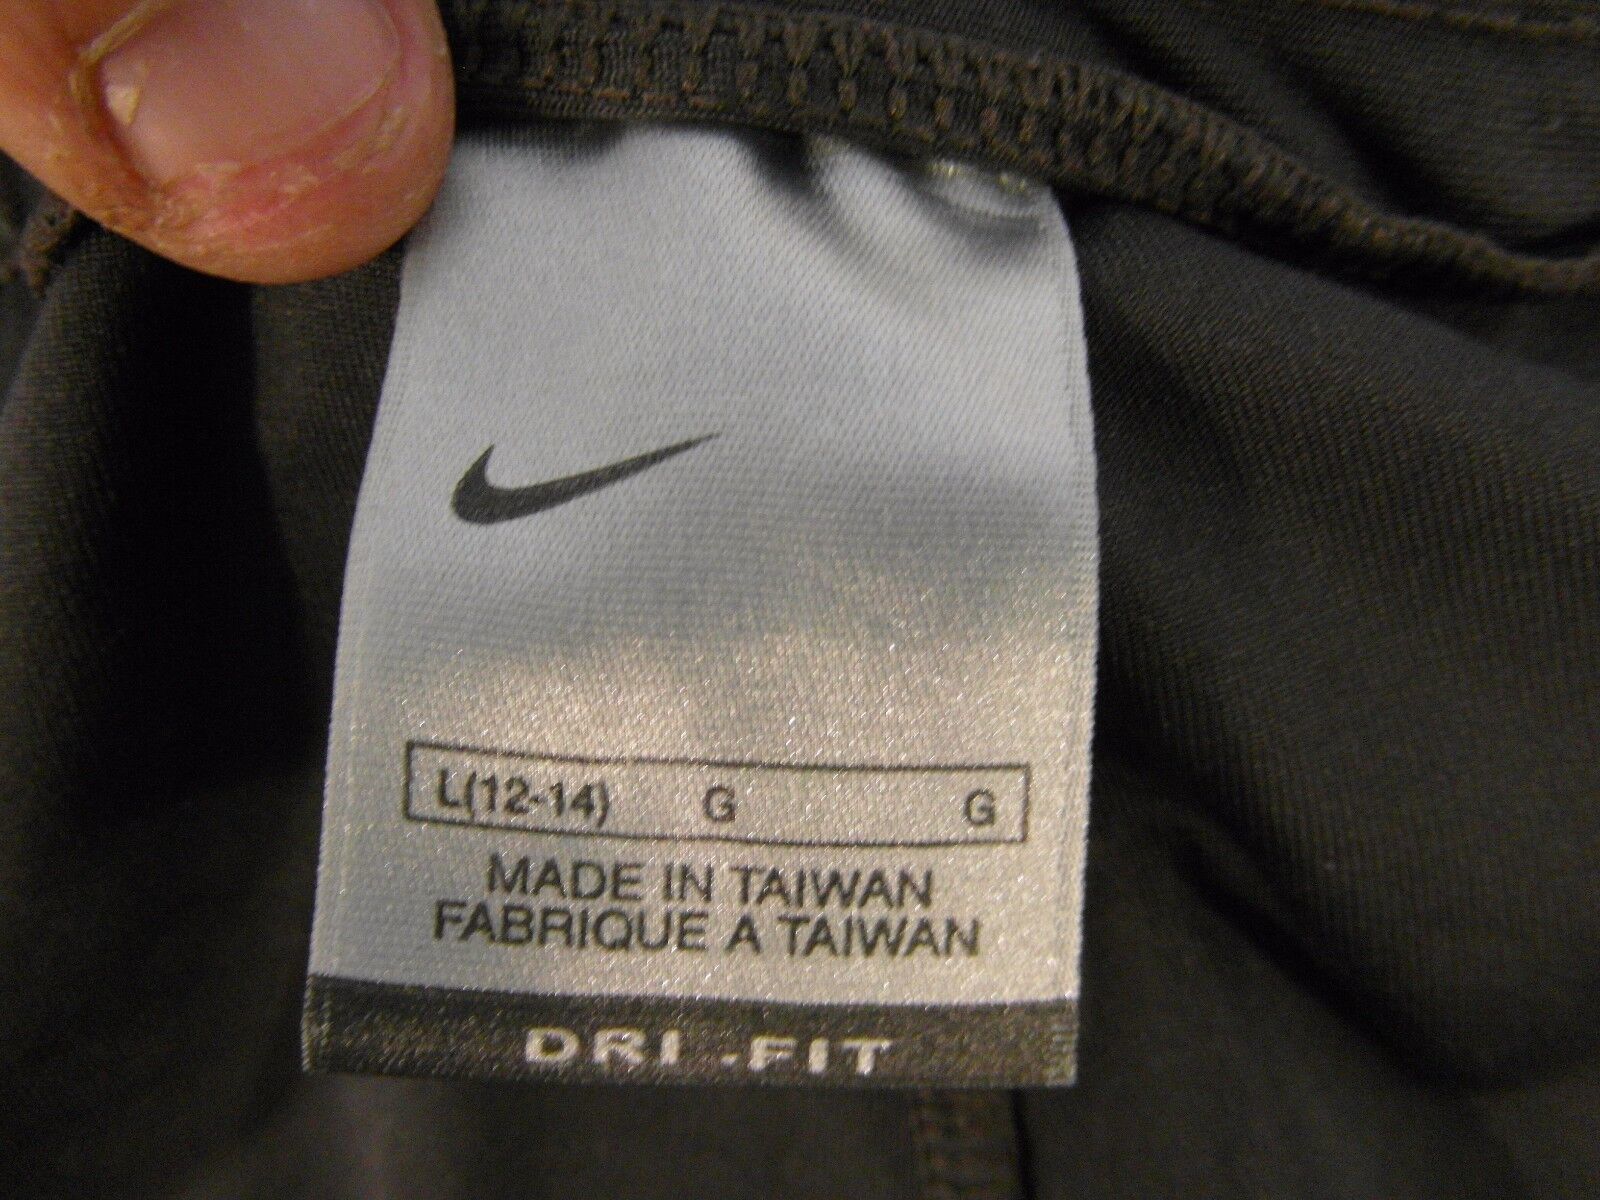 L(12-14) G G
MADE IN TAIWAN
FABRIQUE A TAIWAN
DRI-FIT